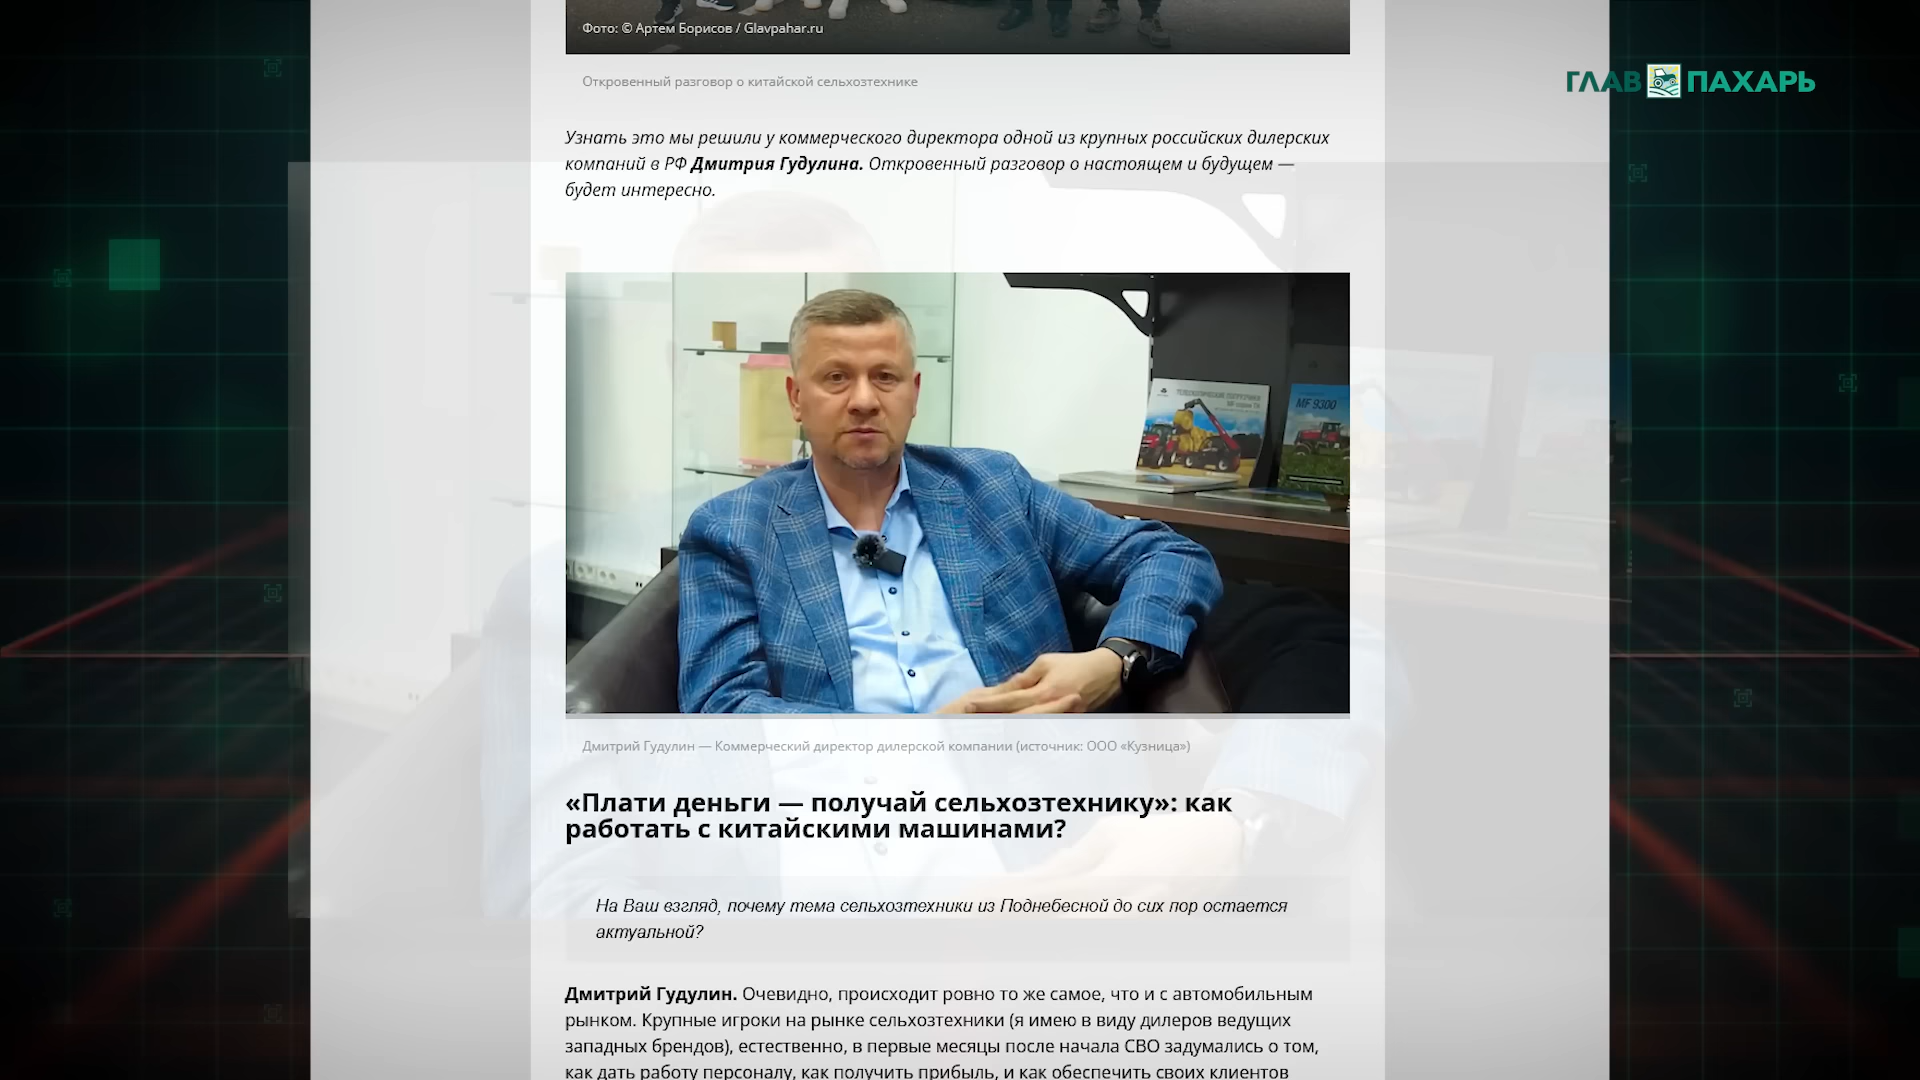 Фото: © Артем Борисов / Glavpahar.ru
Откровенный разговор о китайской сельхозтехнике
ГЛАВ ПАХАРЬ
Узнать это мы решили у коммерческого директора одной из крупных российских дилерских
компаний в РФ Дмитрия Гудулина. Откровенный разговор о настоящем и будущем —
будет интересно.
ТЕЛЕСКОПИЧЕСКИЕ ПОГРУЗЧИКИ
MF 9300
Дмитрий Гудулин — Коммерческий директор дилерской компании (источник: ООО «Кузница»)
«Плати деньги — получай сельхозтехнику»: как
работать с китайскими машинами?
На Ваш взгляд, почему тема сельхозтехники из Поднебесной до сих пор остается
актуальной?
Дмитрий Гудулин. Очевидно, происходит ровно то же самое, что и с автомобильным
рынком. Крупные игроки на рынке сельхозтехники (я имею в виду дилеров ведущих
западных брендов), естественно, в первые месяцы после начала СВО задумались о том,
как дать работу персоналу, как получить прибыль, и как обеспечить своих клиентов